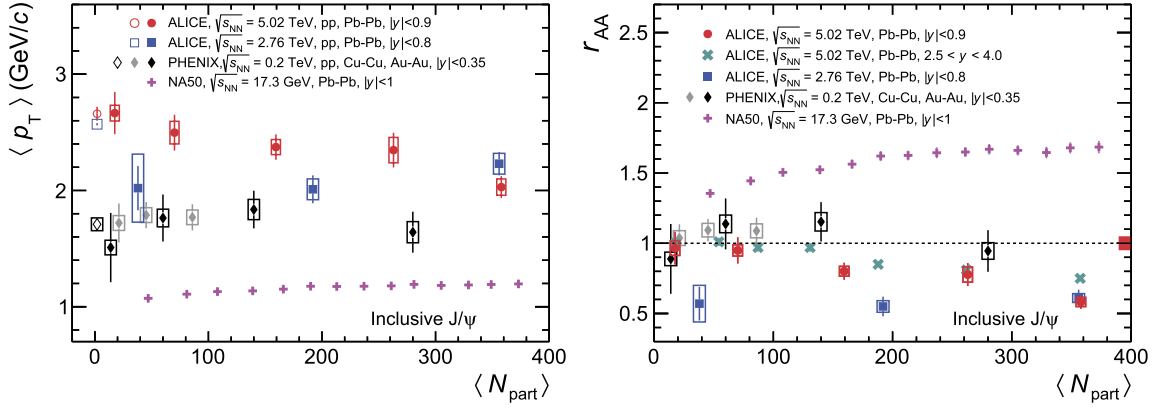 ⟨ p_T ⟩ (GeV/c)
4
3
2
1
ALICE, √s_NN = 5.02 TeV, pp, Pb-Pb, |y|<0.9
ALICE, √s_NN = 2.76 TeV, pp, Pb-Pb, |y|<0.8
PHENIX,√s_NN = 0.2 TeV, pp, Cu-Cu, Au-Au, |y|<0.35
NA50, √s_NN = 17.3 GeV, Pb-Pb, |y|<1
Inclusive J/ψ
0 100 200 300 400
⟨ N_part ⟩
r_AA
2.5
2
1.5
1
0.5
ALICE, √s_NN = 5.02 TeV, Pb-Pb, |y|<0.9
ALICE, √s_NN = 5.02 TeV, Pb-Pb, 2.5 < y < 4.0
ALICE, √s_NN = 2.76 TeV, Pb-Pb, |y|<0.8
PHENIX,√s_NN = 0.2 TeV, Cu-Cu, Au-Au, |y|<0.35
NA50, √s_NN = 17.3 GeV, Pb-Pb, |y|<1
Inclusive J/ψ
0 100 200 300 400
⟨ N_part ⟩